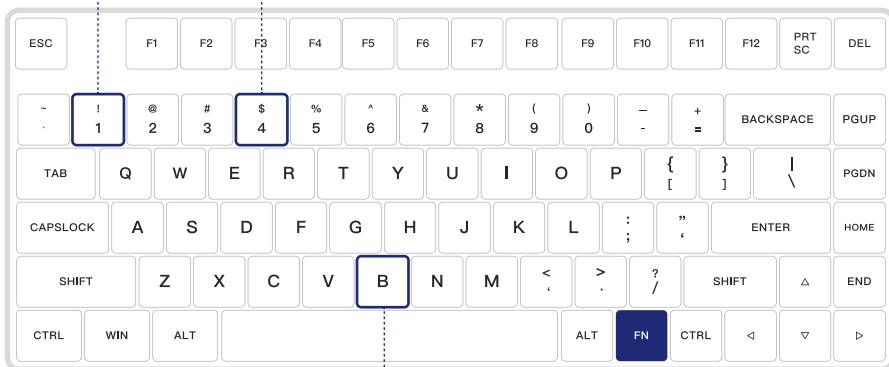 ESC F1 F2 F3 F4 F5 F6 F7 F8 F9 F10 F11 F12 PRT SC DEL
~ ! @ # $ % ^ & * ( ) — +
` 1 2 3 4 5 6 7 8 9 0 - = BACKSPACE PGUP
TAB Q W E R T Y U I O P { [ } ] | \ PGDN
CAPSLOCK A S D F G H J K L : ; ” ‘ ENTER HOME
SHIFT Z X C V B N M < ‘ > . ? / SHIFT △ END
CTRL WIN ALT ALT FN CTRL ◁ ▽ ▷